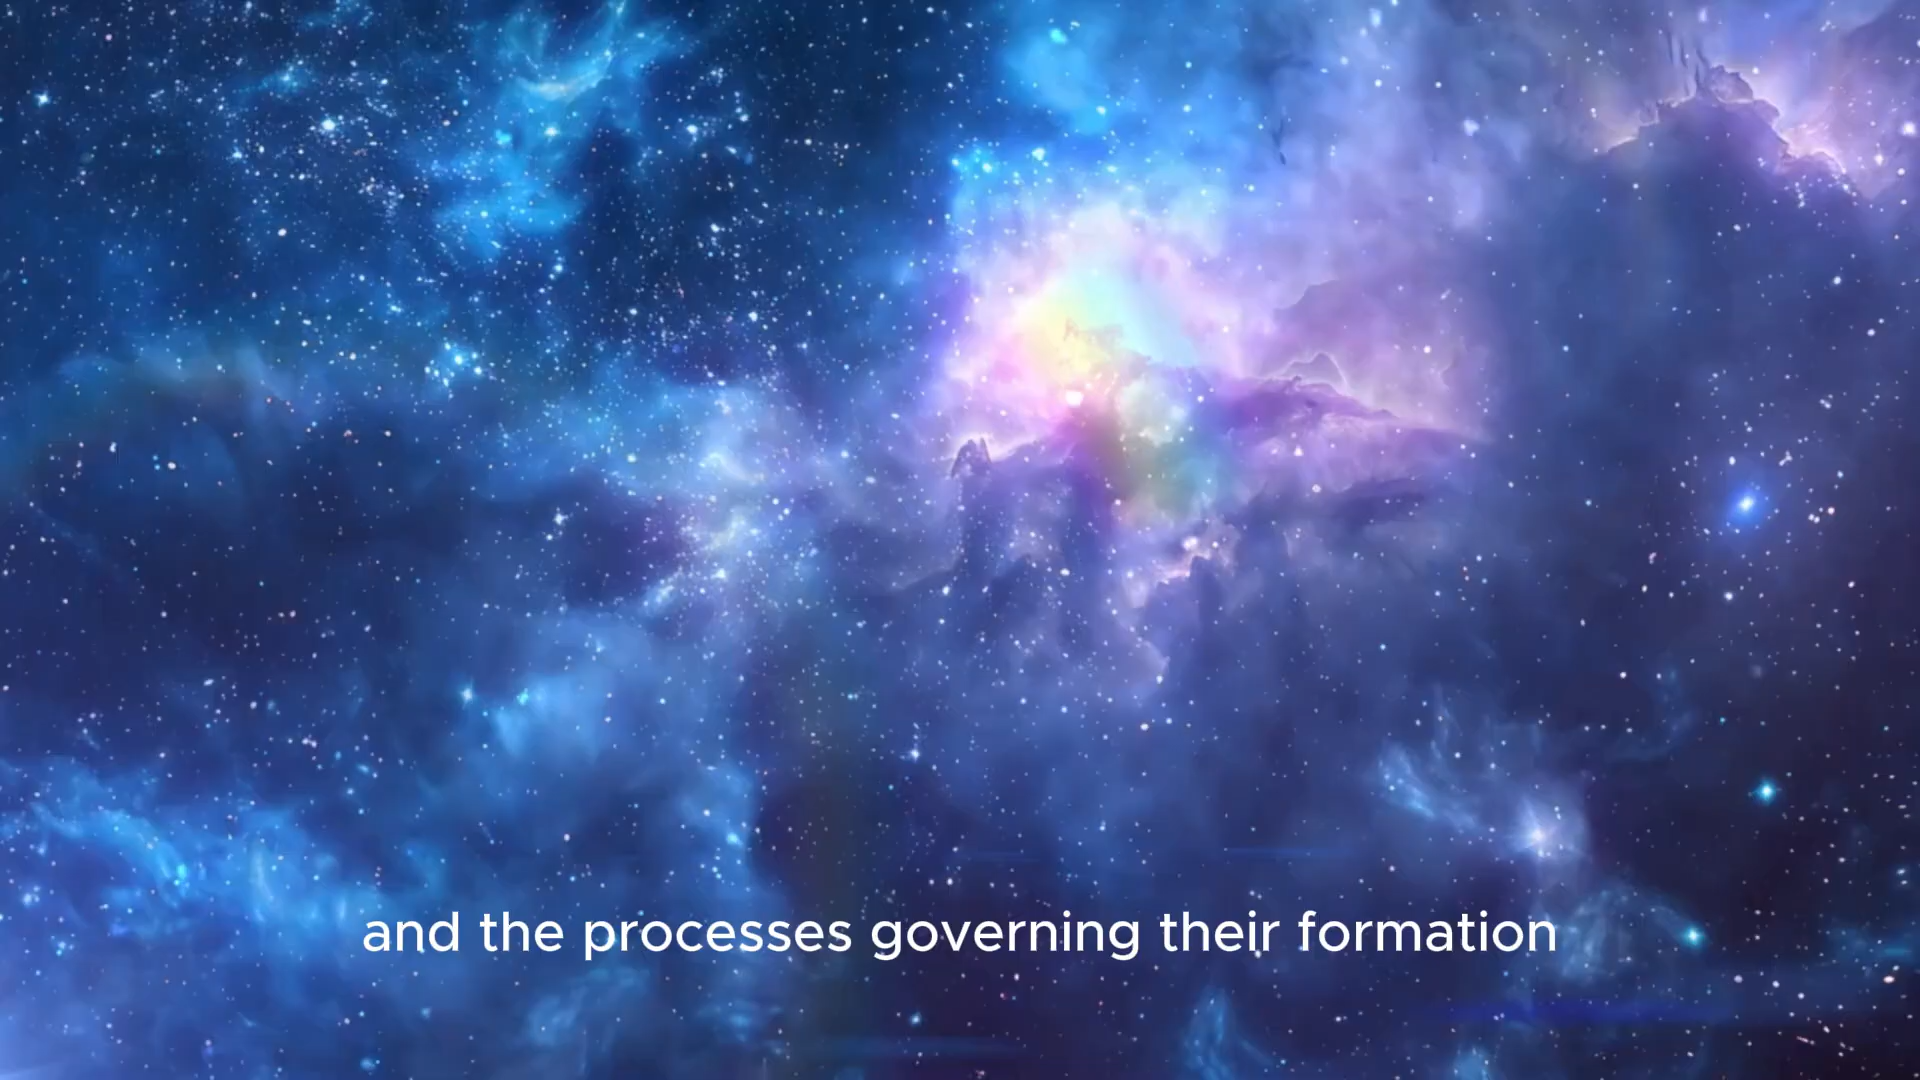 and the processes governing their formation